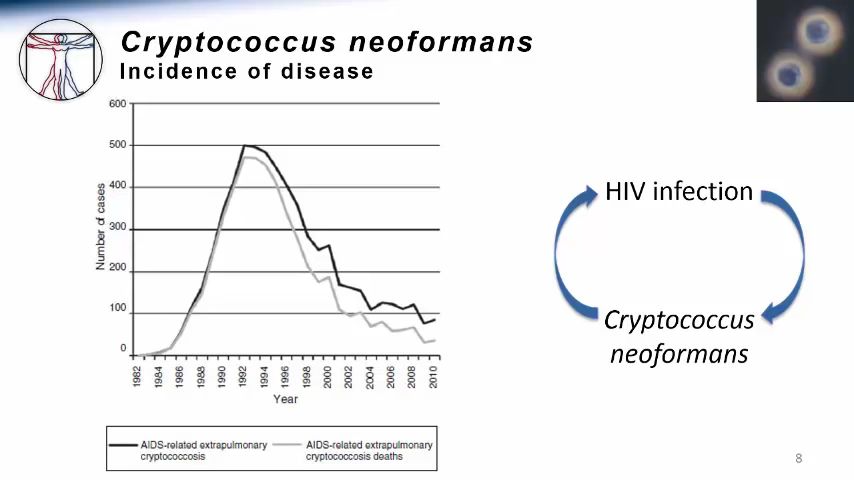 Cryptococcus neoformans
Incidence of disease
600
500
400
300
200
100
0
Number of cases
1982
1984
1986
1988
1990
1992
1994
1996
1998
2000
2002
2004
2006
2008
2010
Year
AIDS-related extrapulmonary
cryptococcosis
AIDS-related extrapulmonary
cryptococcosis deaths
HIV infection
Cryptococcus
neoformans
8